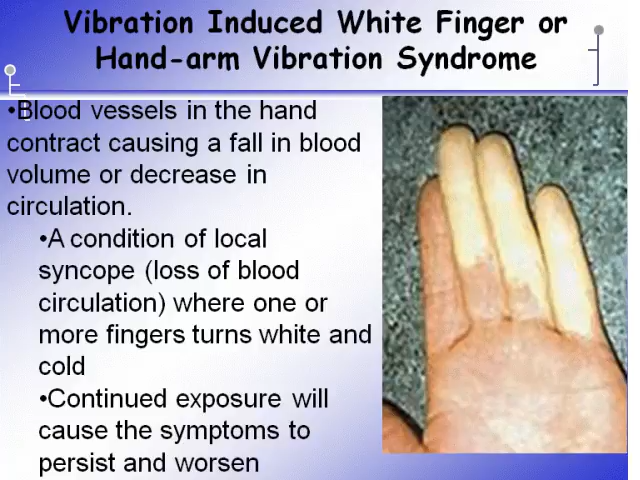 Vibration Induced White Finger or
Hand-arm Vibration Syndrome
•Blood vessels in the hand
contract causing a fall in blood
volume or decrease in
circulation.
•A condition of local
syncope (loss of blood
circulation) where one or
more fingers turns white and
cold
•Continued exposure will
cause the symptoms to
persist and worsen